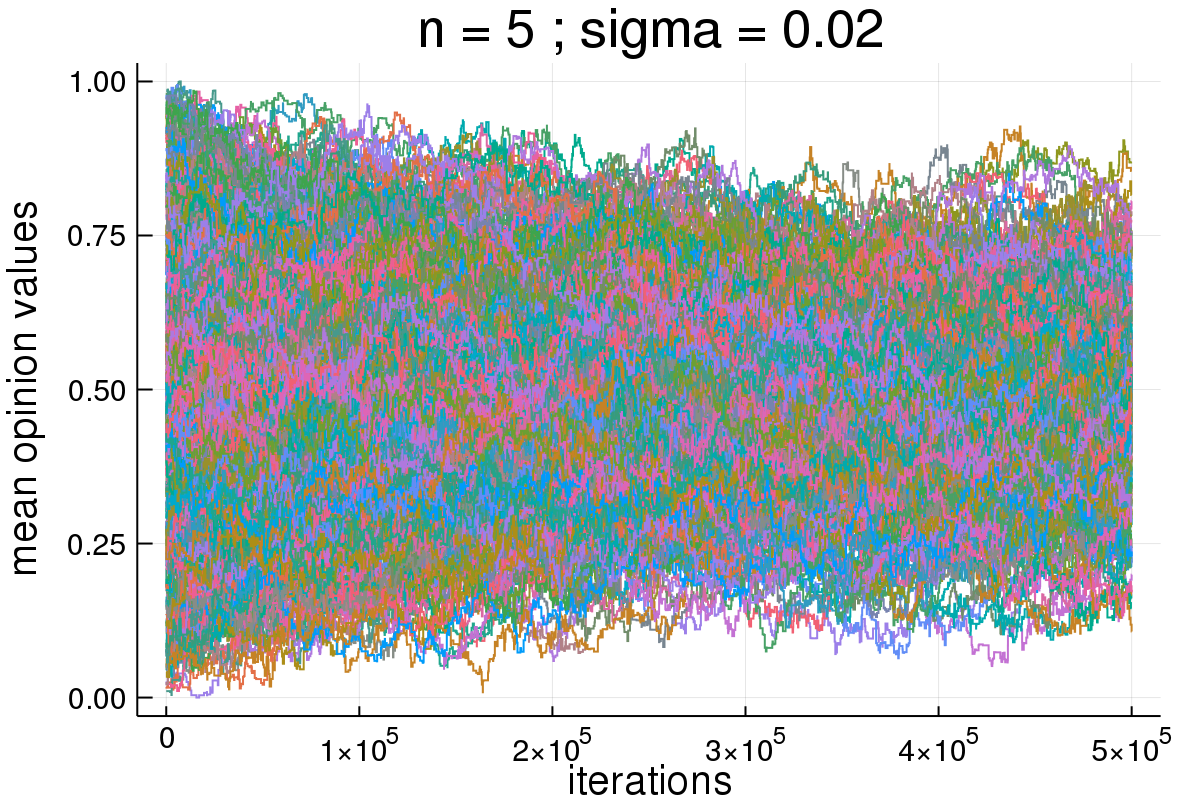 n = 5 ; sigma = 0.02
mean opinion values
1.00
0.75
0.50
0.25
0.00
0 1×10⁵ 2×10⁵ 3×10⁵ 4×10⁵ 5×10⁵
iterations